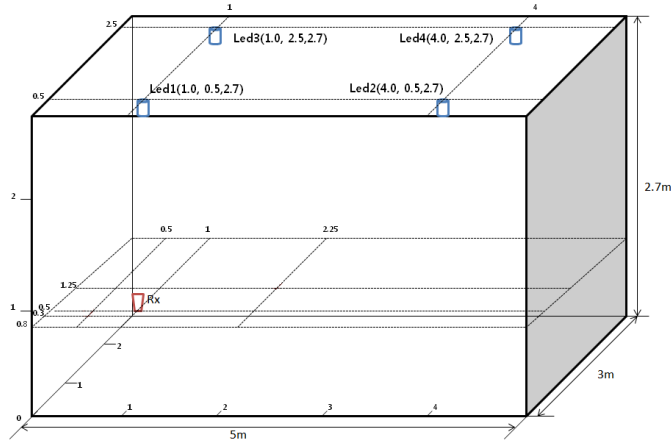 1
4
2.5
Led3(1.0, 2.5,2.7)
Led4(4.0, 2.5,2.7)
0.5
Led1(1.0, 0.5,2.7)
Led2(4.0, 0.5,2.7)
2.7m
2
0.5
1
2.25
1.25
Rx
1
0.5
0.3
0.8
2
3m
1
0
1
2
3
4
5m